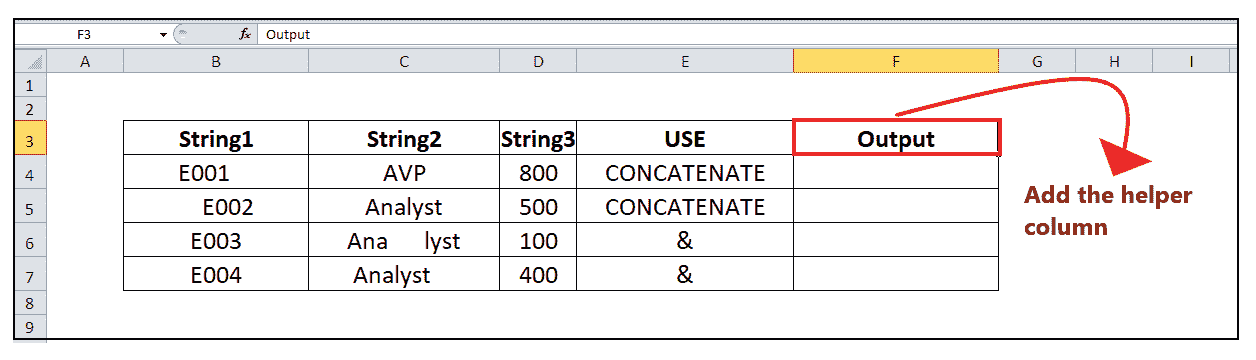 F3 fx Output
A B C D E F G H I
1
2
3 String1 String2 String3 USE Output
4 E001 AVP 800 CONCATENATE
5 E002 Analyst 500 CONCATENATE
6 E003 Ana lyst 100 &
7 E004 Analyst 400 &
8
9
Add the helper
column